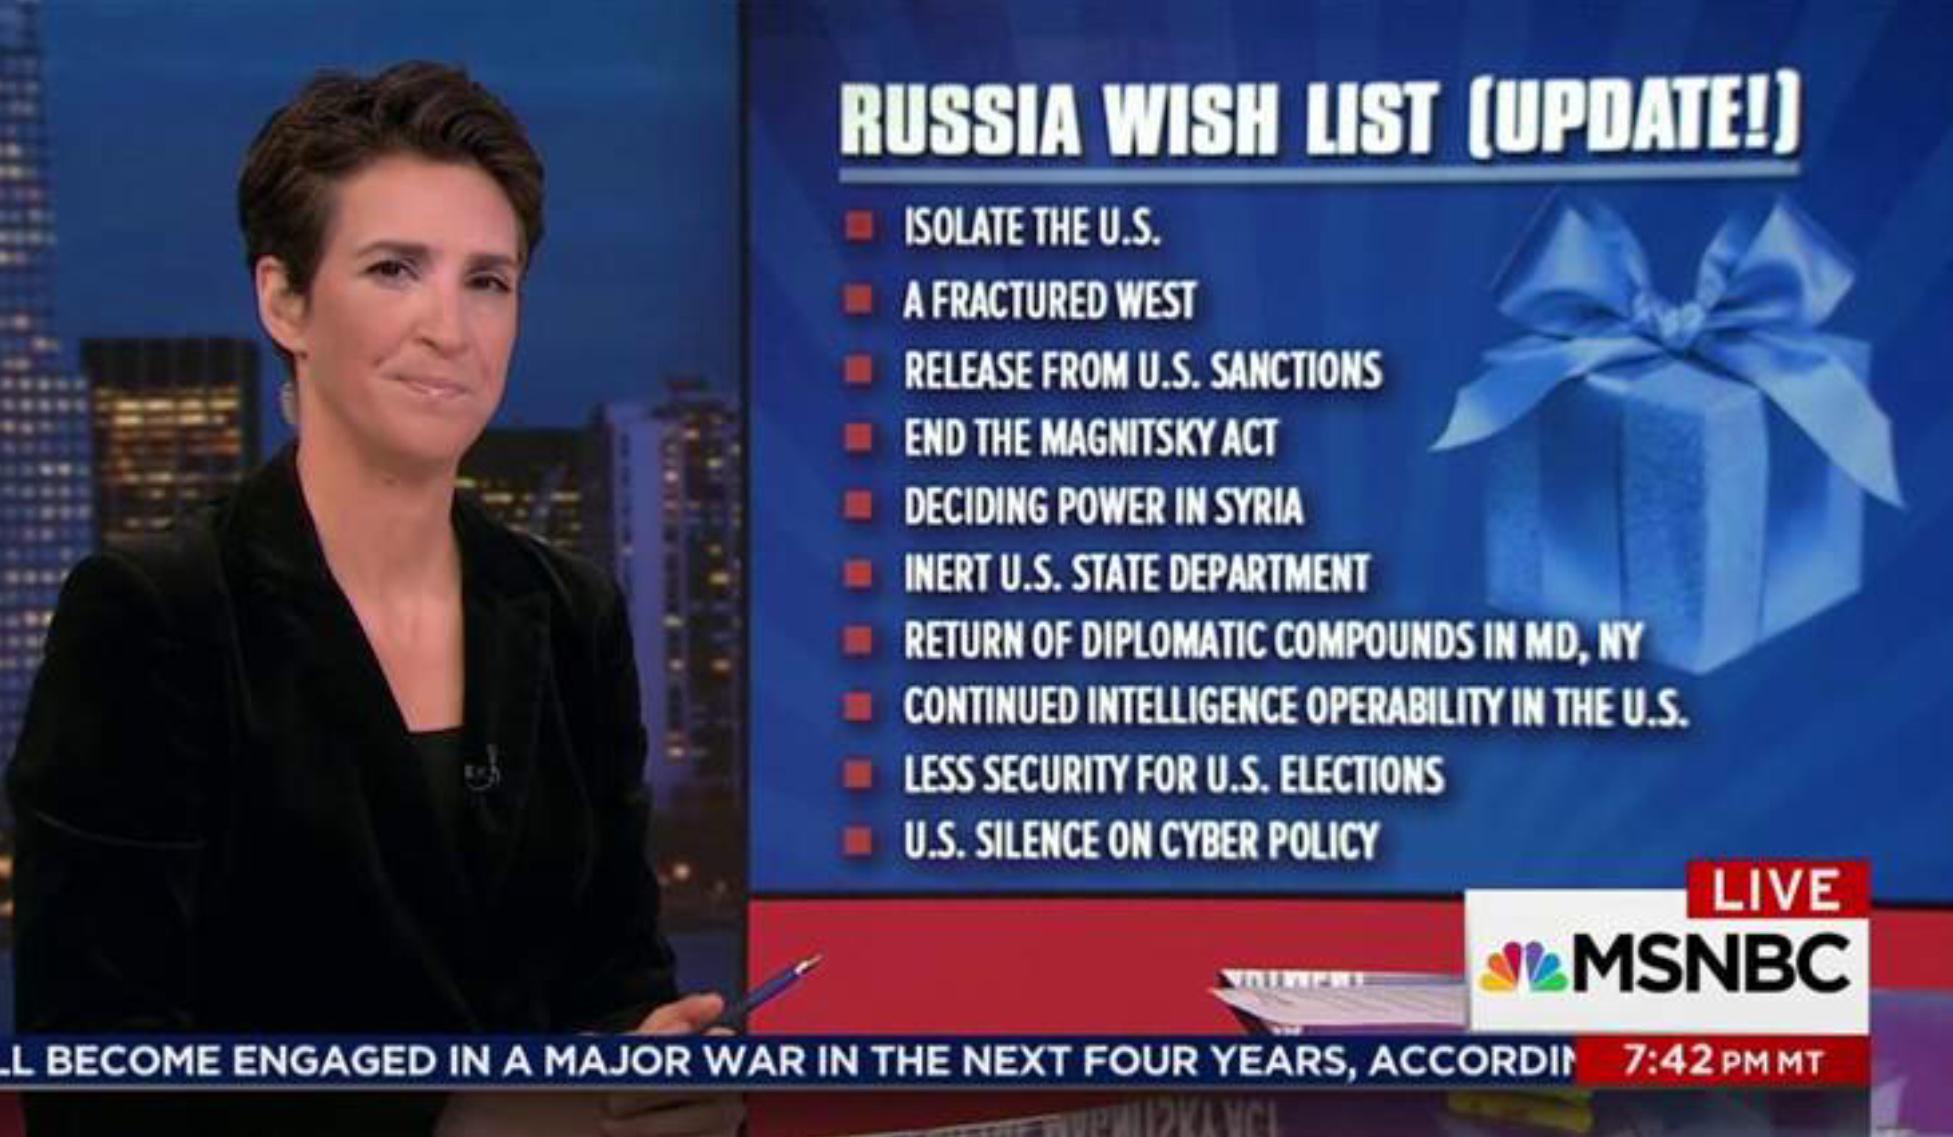 RUSSIA WISH LIST (UPDATE!)
ISOLATE THE U.S.
A FRACTURED WEST
RELEASE FROM U.S. SANCTIONS
END THE MAGNITSKY ACT
DECIDING POWER IN SYRIA
INERT U.S. STATE DEPARTMENT
RETURN OF DIPLOMATIC COMPOUNDS IN MD, NY
CONTINUED INTELLIGENCE OPERABILITY IN THE U.S.
LESS SECURITY FOR U.S. ELECTIONS
U.S. SILENCE ON CYBER POLICY
LIVE
MSNBC
LL BECOME ENGAGED IN A MAJOR WAR IN THE NEXT FOUR YEARS, ACCORDIN
7:42 PM MT